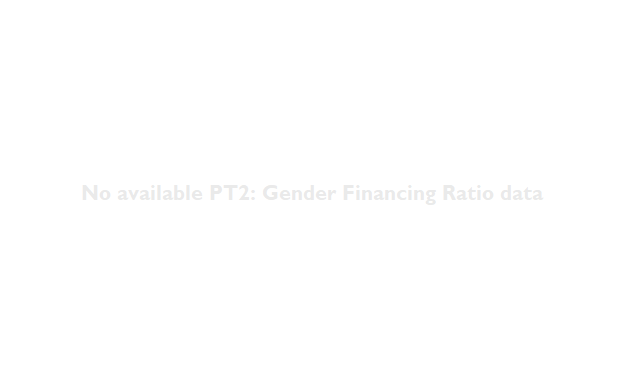 No available PT2: Gender Financing Ratio data